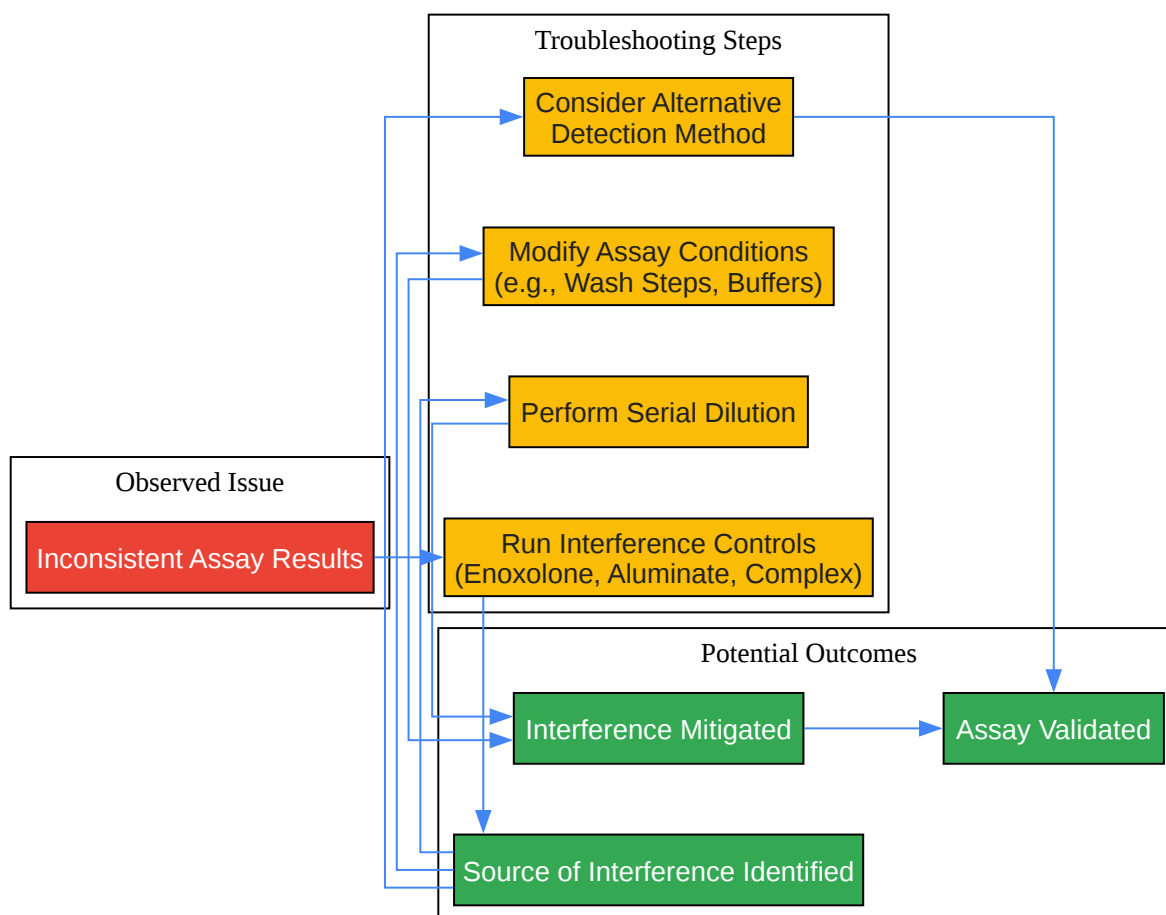 Troubleshooting Steps
Consider Alternative
Detection Method
Modify Assay Conditions
(e.g., Wash Steps, Buffers)
Perform Serial Dilution
Observed Issue
Inconsistent Assay Results
Run Interference Controls
(Enoxolone, Aluminate, Complex)
Potential Outcomes
Interference Mitigated
Assay Validated
Source of Interference Identified